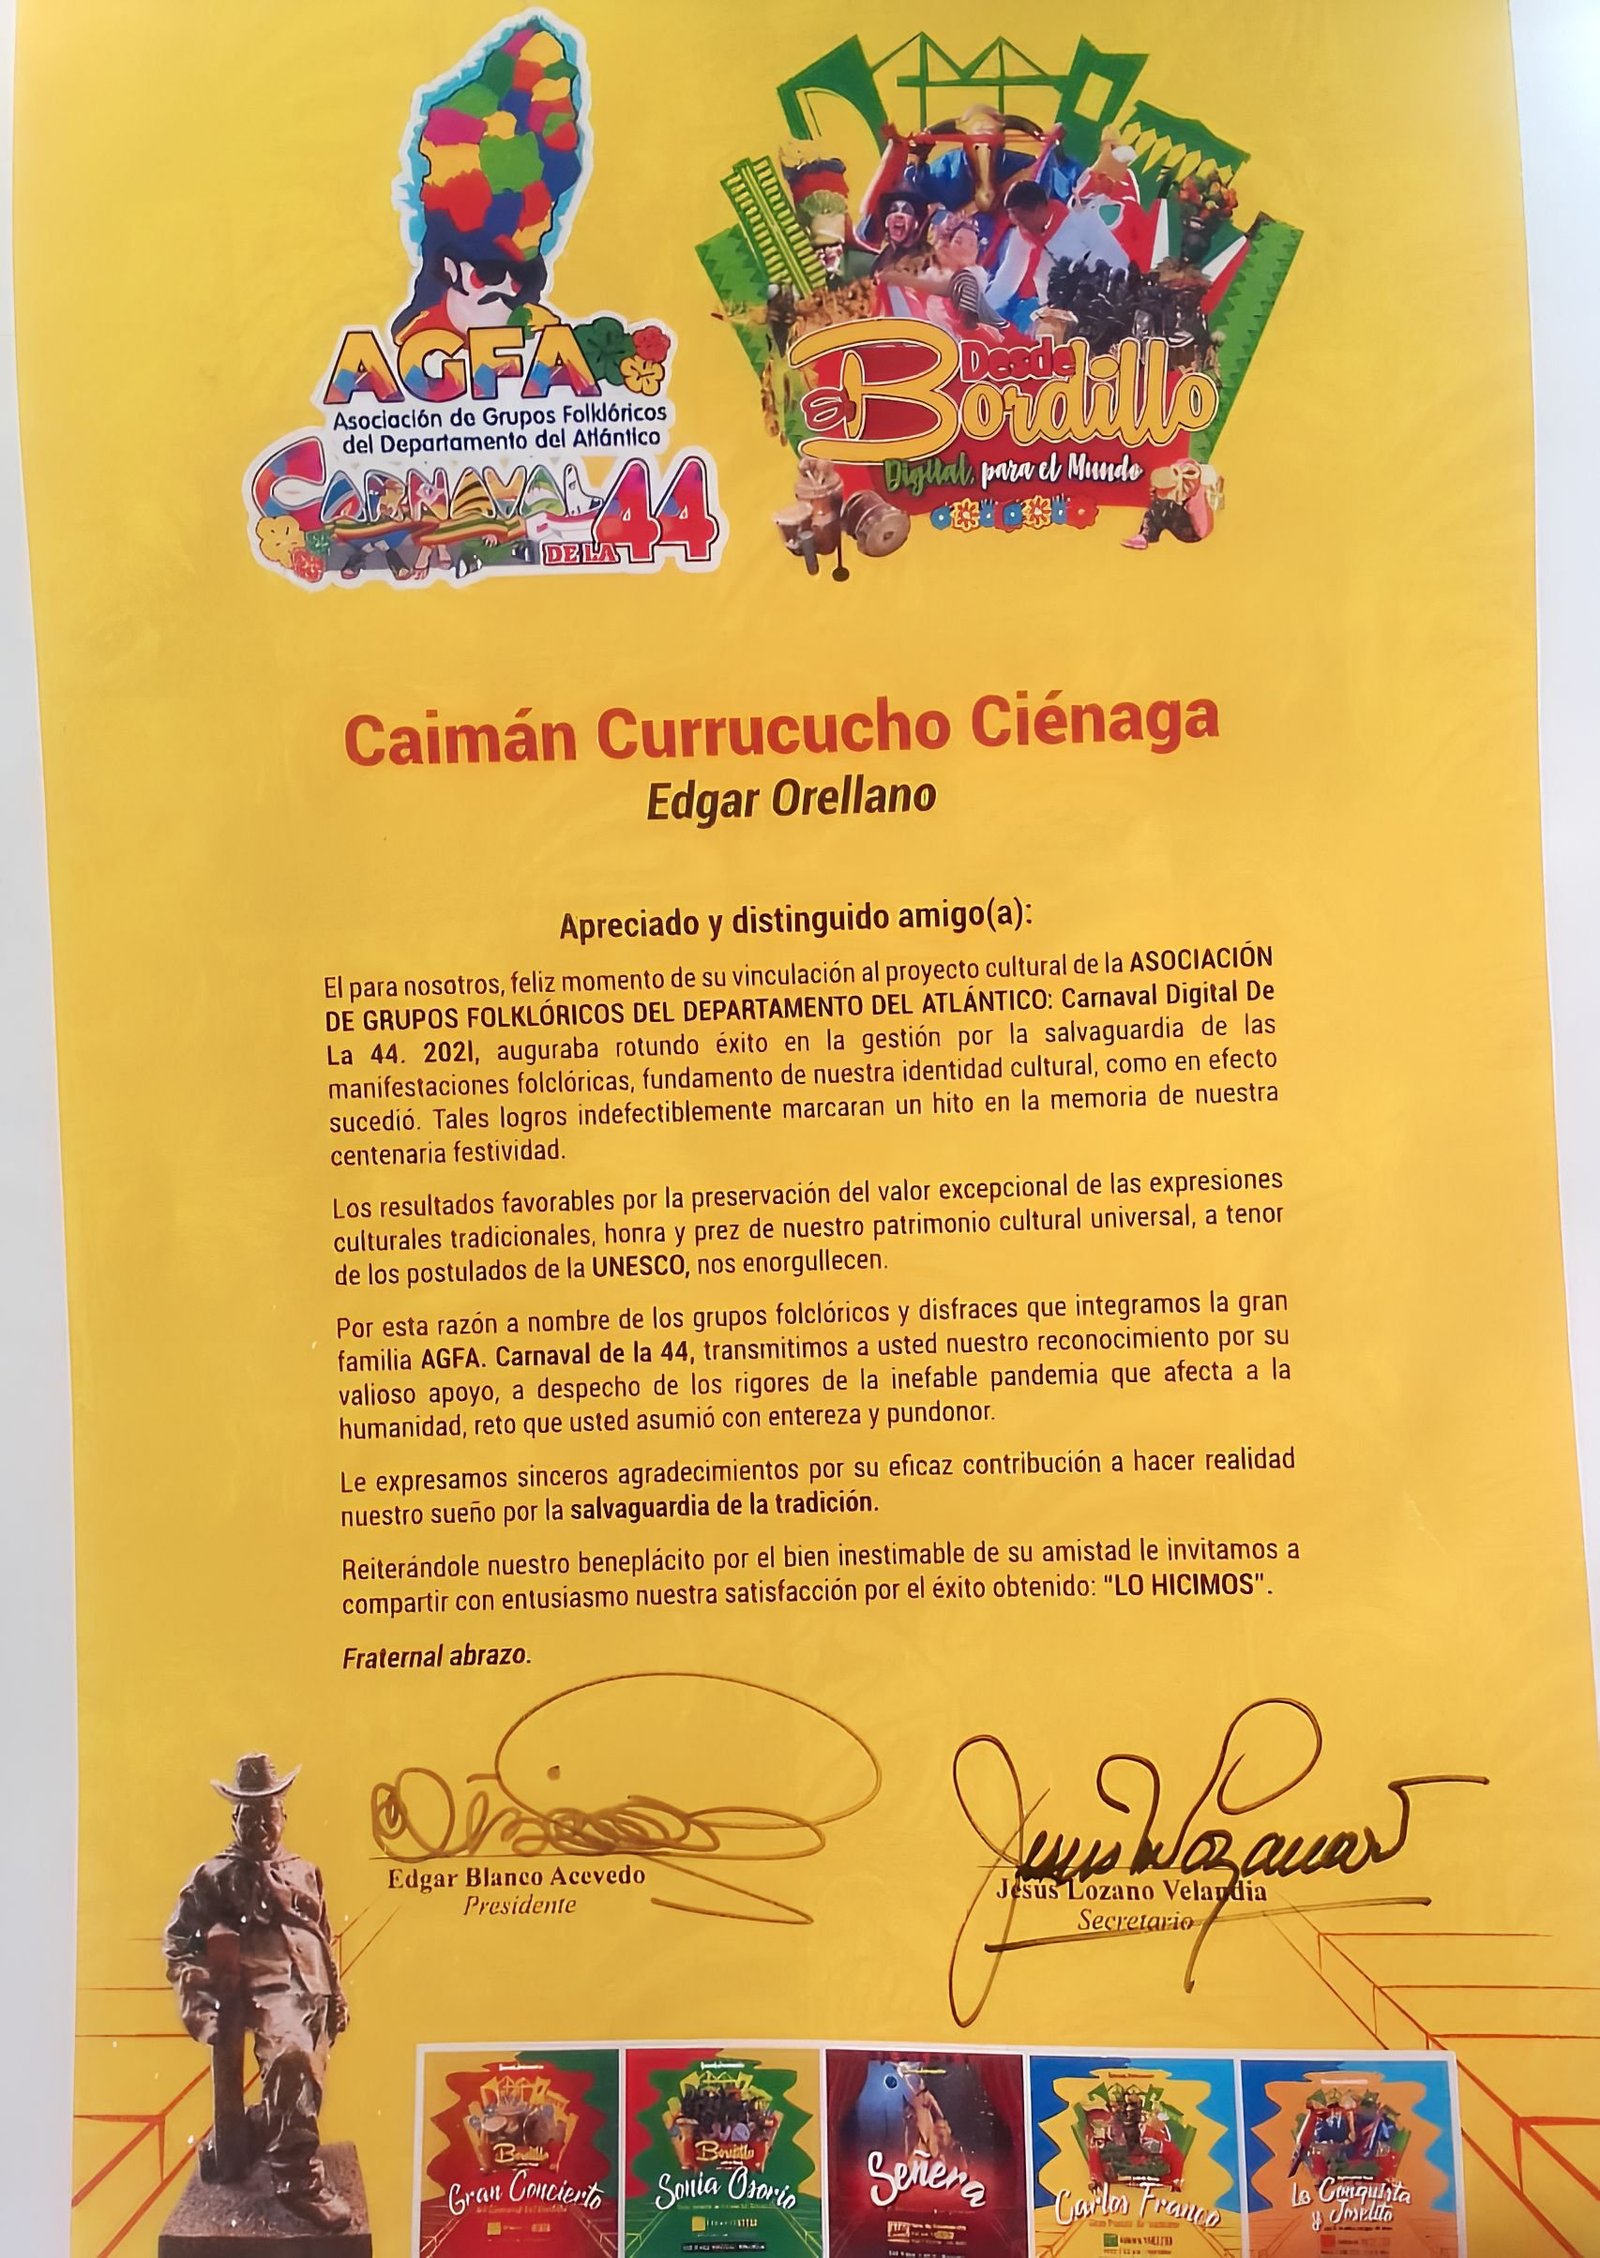 AGFA
Asociación de Grupos Folklóricos
del Departamento del Atlántico
CARNAVAL
DE LA 44
Desde
El Bordillo
Digital, para el Mundo
Caimán Currucucho Ciénaga
Edgar Orellano
Apreciado y distinguido amigo(a):
El para nosotros, feliz momento de su vinculación al proyecto cultural de la ASOCIACIÓN
DE GRUPOS FOLKLÓRICOS DEL DEPARTAMENTO DEL ATLÁNTICO: Carnaval Digital De
La 44. 202l, auguraba rotundo éxito en la gestión por la salvaguardia de las
manifestaciones folclóricas, fundamento de nuestra identidad cultural, como en efecto
sucedió. Tales logros indefectiblemente marcaran un hito en la memoria de nuestra
centenaria festividad.
Los resultados favorables por la preservación del valor excepcional de las expresiones
culturales tradicionales, honra y prez de nuestro patrimonio cultural universal, a tenor
de los postulados de la UNESCO, nos enorgullecen.
Por esta razón a nombre de los grupos folclóricos y disfraces que integramos la gran
familia AGFA. Carnaval de la 44, transmitimos a usted nuestro reconocimiento por su
valioso apoyo, a despecho de los rigores de la inefable pandemia que afecta a la
humanidad, reto que usted asumió con entereza y pundonor.
Le expresamos sinceros agradecimientos por su eficaz contribución a hacer realidad
nuestro sueño por la salvaguardia de la tradición.
Reiterándole nuestro beneplácito por el bien inestimable de su amistad le invitamos a
compartir con entusiasmo nuestra satisfacción por el éxito obtenido: "LO HICIMOS".
Fraternal abrazo.
Edgar Blanco Acevedo
Presidente
Jesús Lozano Velandia
Secretario
Bordillo
Gran Concierto
Bordillo
Sonia Osorio
Señera
Carlos Franco
La Conquista
y Joselito